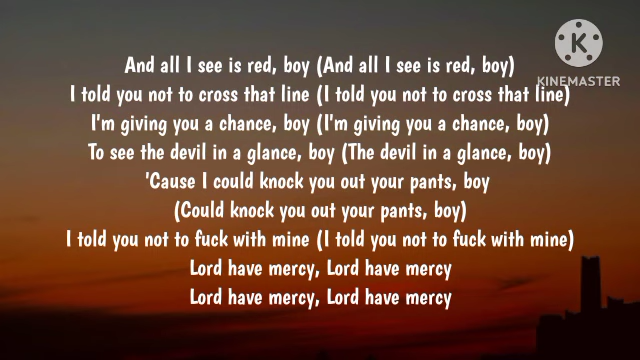 And all I see is red, boy (And all I see is red, boy)
I told you not to cross that line (I told you not to cross that line)
I'm giving you a chance, boy (I'm giving you a chance, boy)
To see the devil in a glance, boy (The devil in a glance, boy)
'Cause I could knock you out your pants, boy
(Could knock you out your pants, boy)
I told you not to fuck with mine (I told you not to fuck with mine)
Lord have mercy, Lord have mercy
Lord have mercy, Lord have mercy
K
KINEMASTER